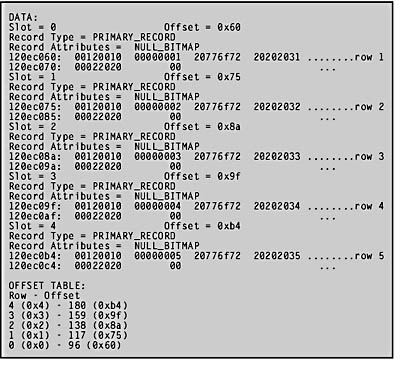 DATA:
Slot = 0 Offset = 0x60
Record Type = PRIMARY_RECORD
Record Attributes = NULL_BITMAP
120ec060: 00120010 00000001 20776f72 20202031 ........row 1
120ec070: 00022020 00 ...
Slot = 1 Offset = 0x75
Record Type = PRIMARY_RECORD
Record Attributes = NULL_BITMAP
120ec075: 00120010 00000002 20776f72 20202032 ........row 2
120ec085: 00022020 00 ...
Slot = 2 Offset = 0x8a
Record Type = PRIMARY_RECORD
Record Attributes = NULL_BITMAP
120ec08a: 00120010 00000003 20776f72 20202033 ........row 3
120ec09a: 00022020 00 ...
Slot = 3 Offset = 0x9f
Record Type = PRIMARY_RECORD
Record Attributes = NULL_BITMAP
120ec09f: 00120010 00000004 20776f72 20202034 ........row 4
120ec0af: 00022020 00 ...
Slot = 4 Offset = 0xb4
Record Type = PRIMARY_RECORD
Record Attributes = NULL_BITMAP
120ec0b4: 00120010 00000005 20776f72 20202035 ........row 5
120ec0c4: 00022020 00 ...
OFFSET TABLE:
Row - Offset
4 (0x4) - 180 (0xb4)
3 (0x3) - 159 (0x9f)
2 (0x2) - 138 (0x8a)
1 (0x1) - 117 (0x75)
0 (0x0) - 96 (0x60)